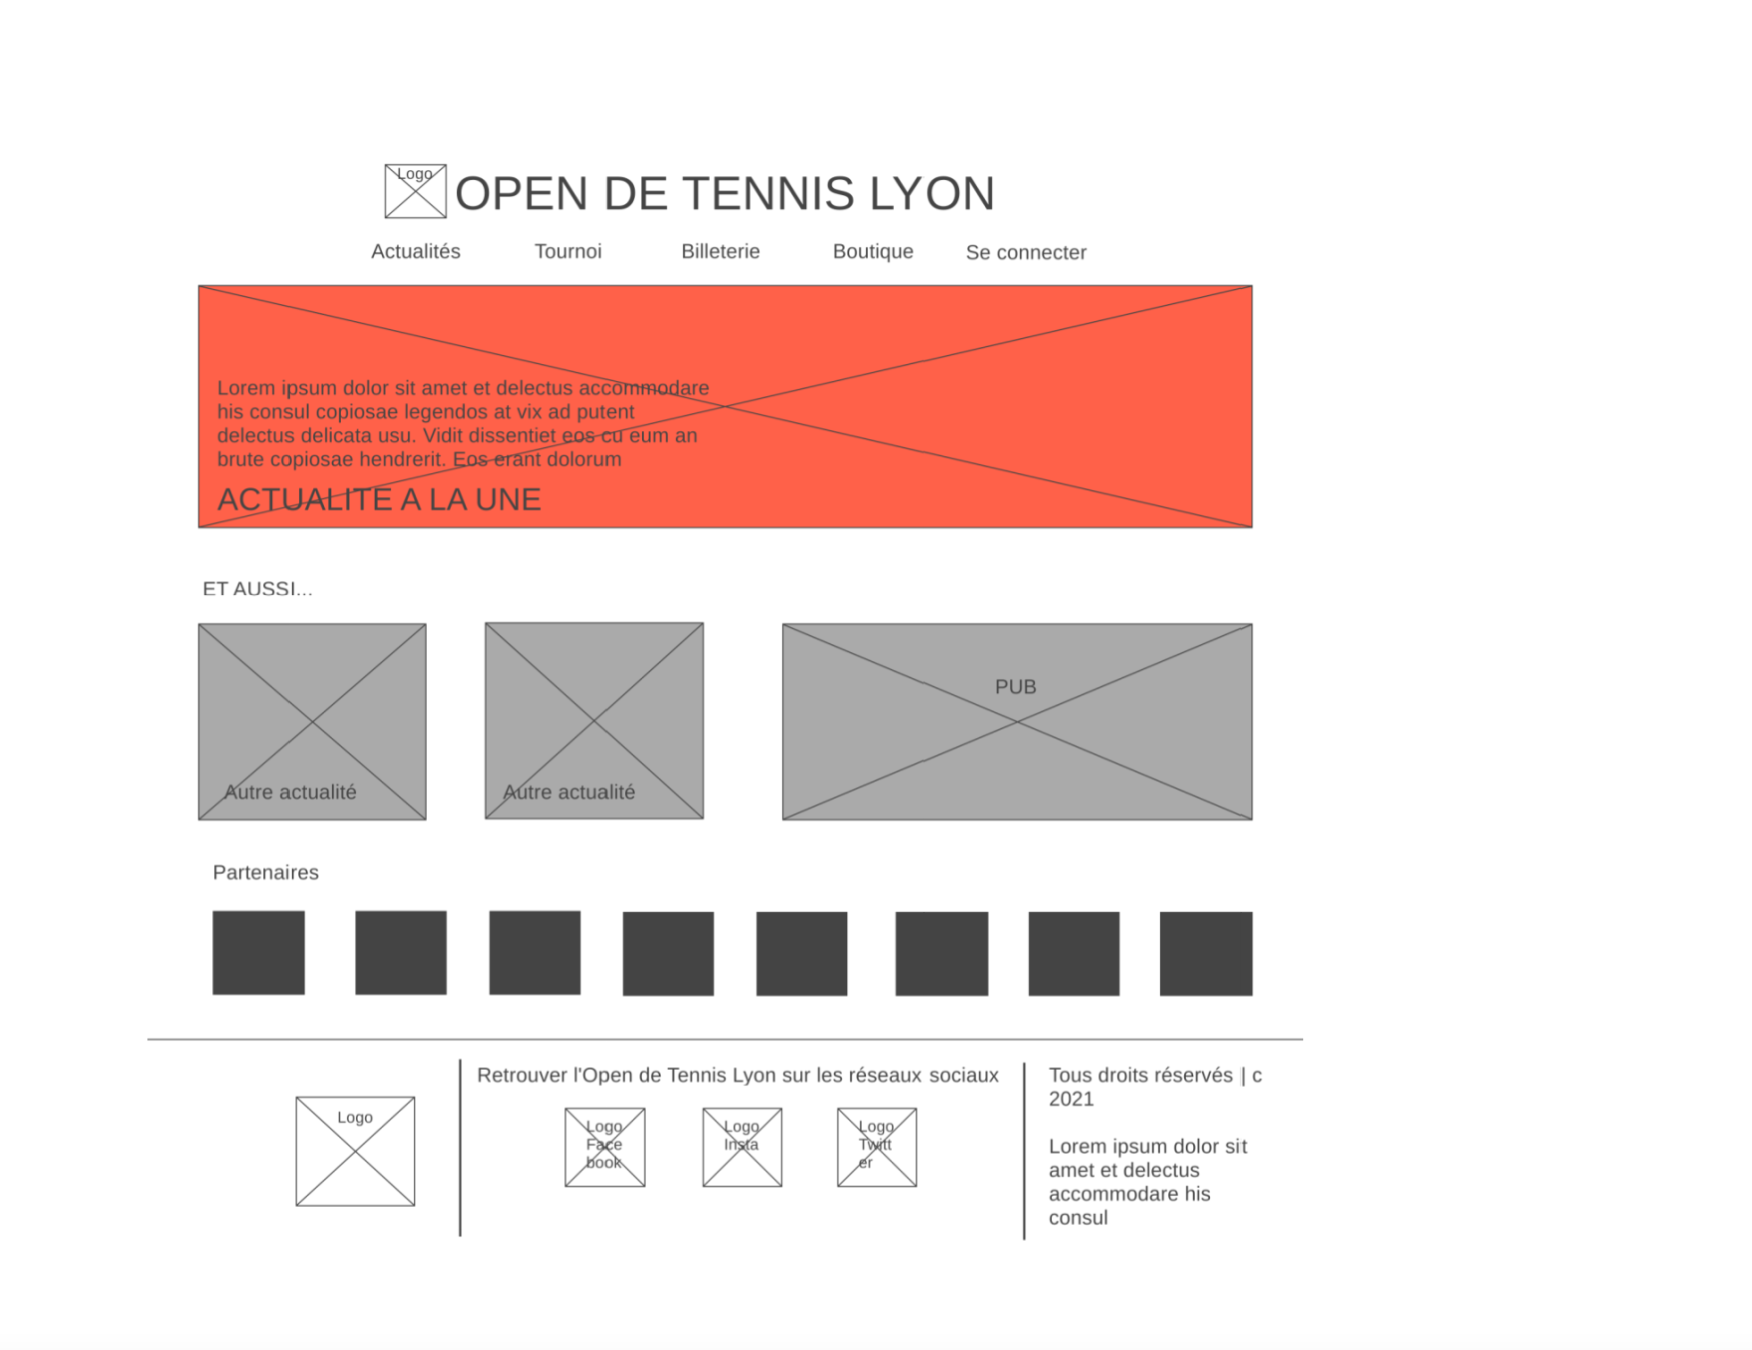 Logo
OPEN DE TENNIS LYON
Actualités Tournoi Billeterie Boutique Se connecter
Lorem ipsum dolor sit amet et delectus accommodare
his consul copiosae legendos at vix ad putent
delectus delicata usu. Vidit dissentiet eos cu eum an
brute copiosae hendrerit. Eos erant dolorum
ACTUALITE A LA UNE
ET AUSSI...
Autre actualité
Autre actualité
PUB
Partenaires
Logo
Retrouver l'Open de Tennis Lyon sur les réseaux sociaux
Logo
Face
book
Logo
Insta
Logo
Twitt
er
Tous droits réservés | c
2021
Lorem ipsum dolor sit
amet et delectus
accommodare his
consul